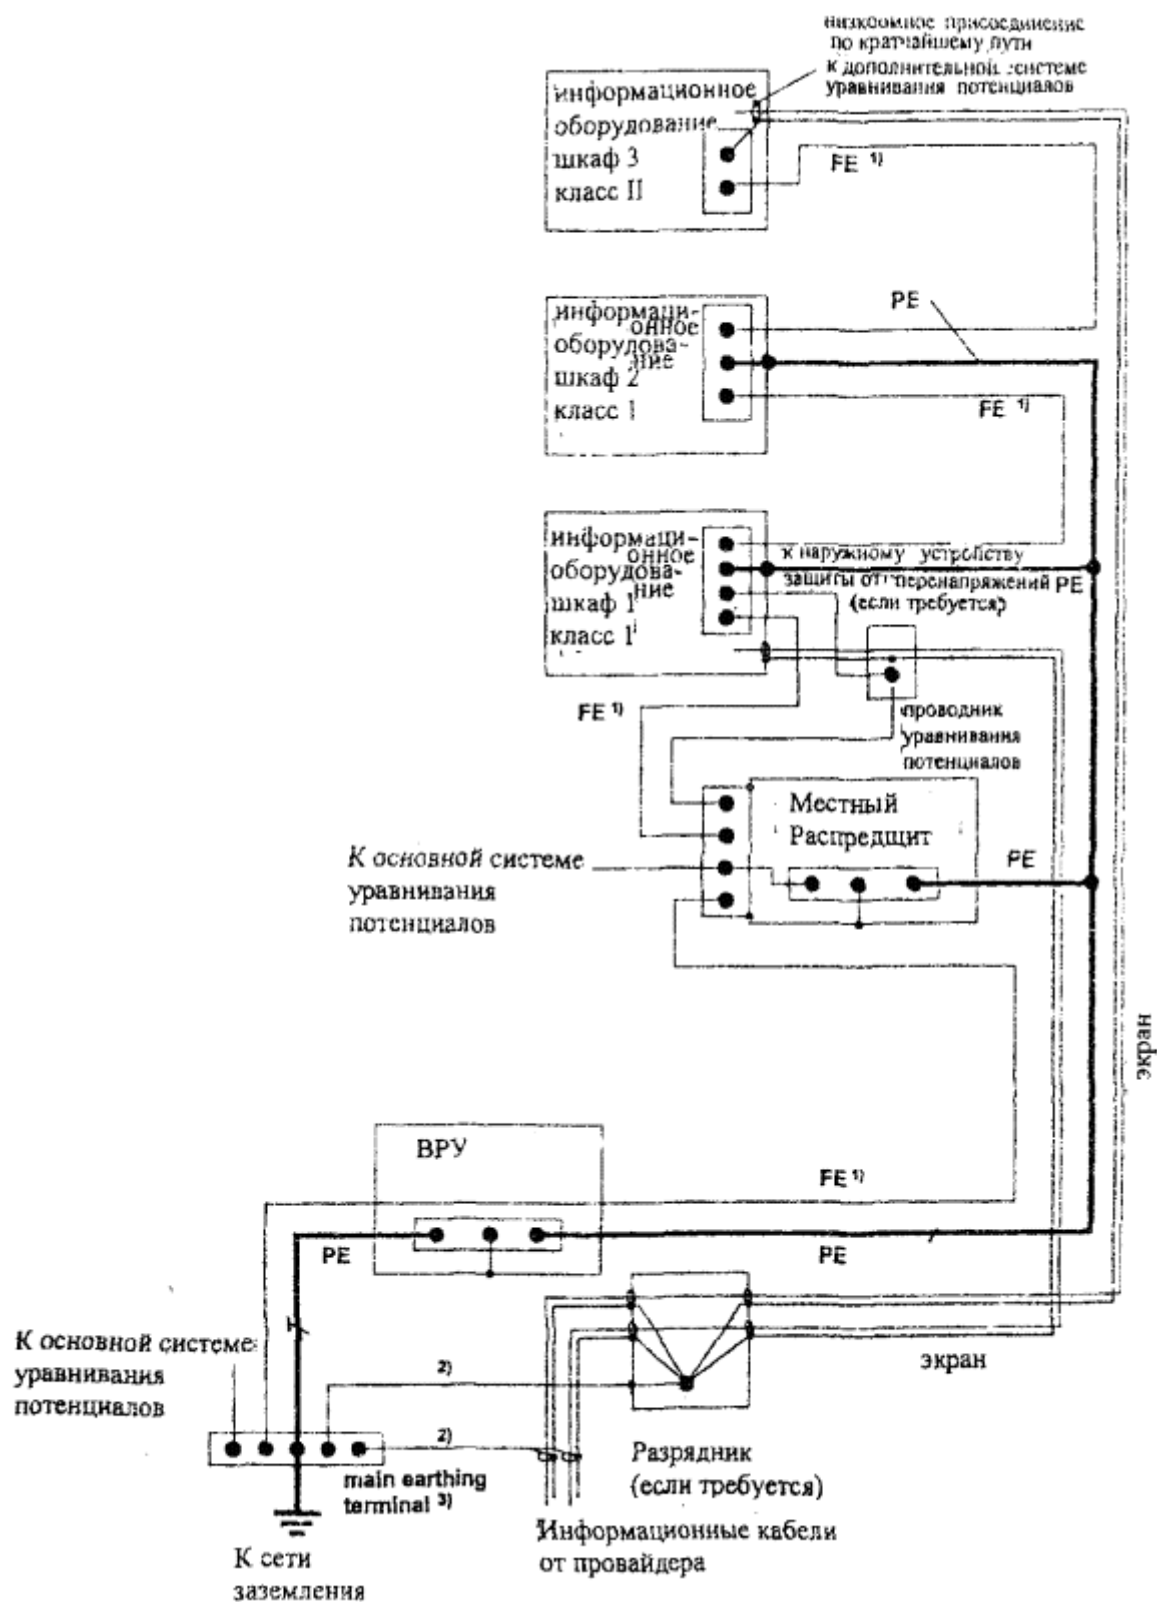 низкоомное присоединение
по кратчайшему пути
к дополнительной системе
уравнивания потенциалов
информационное
оборудование
шкаф 3
класс II
FE 1)
информаци-
онное
оборудова-
ние
шкаф 2
класс 1
PE
FE 1)
информаци-
онное
оборудова-
ние
шкаф 1
класс 1
к наружному устройству
защиты от перенапряжений PE
(если требуется)
FE 1)
проводник
уравнивания
потенциалов
Местный
Распредщит
К основной системе
уравнивания
потенциалов
PE
экран
ВРУ
FE 1)
PE
PE
К основной системе
уравнивания
потенциалов
2)
экран
2)
main earthing
terminal 3)
Разрядник
(если требуется)
Информационные кабели
от провайдера
К сети
заземления